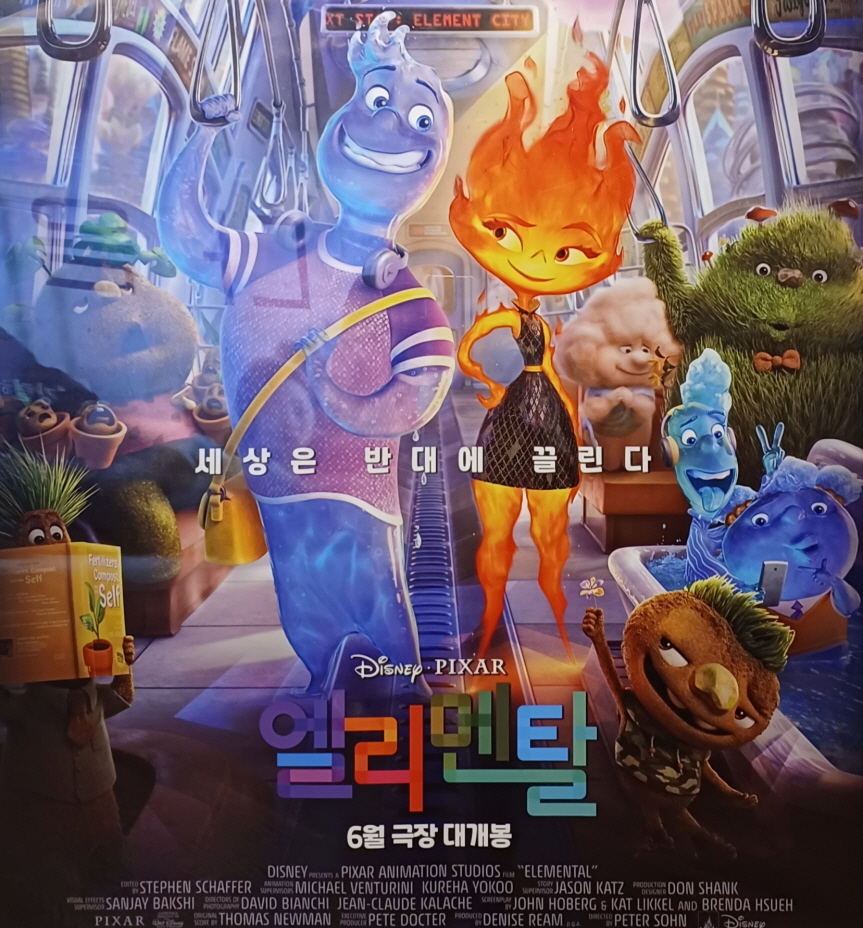 XT ST : ELEMENT CITY
세상은 반대에 끌린다
Fertilizers
Compost
Self
Self
DISNEY · PIXAR
엘리멘탈
6월 극장 대개봉
DISNEY PRESENTS A PIXAR ANIMATION STUDIOS FILM "ELEMENTAL"
EDITED BY STEPHEN SCHAFFER ANIMATION SUPERVISORS MICHAEL VENTURINI KUREHA YOKOO STORY SUPERVISOR JASON KATZ PRODUCTION DESIGNER DON SHANK
VISUAL EFFECTS SUPERVISOR SANJAY BAKSHI DIRECTORS OF PHOTOGRAPHY DAVID BIANCHI JEAN-CLAUDE KALACHE SCREENPLAY BY JOHN HOBERG & KAT LIKKEL AND BRENDA HSUEH
PIXAR ORIGINAL SCORE BY THOMAS NEWMAN EXECUTIVE PRODUCER PETE DOCTER PRODUCED BY DENISE REAM P.G.A. DIRECTED BY PETER SOHN DISNEY